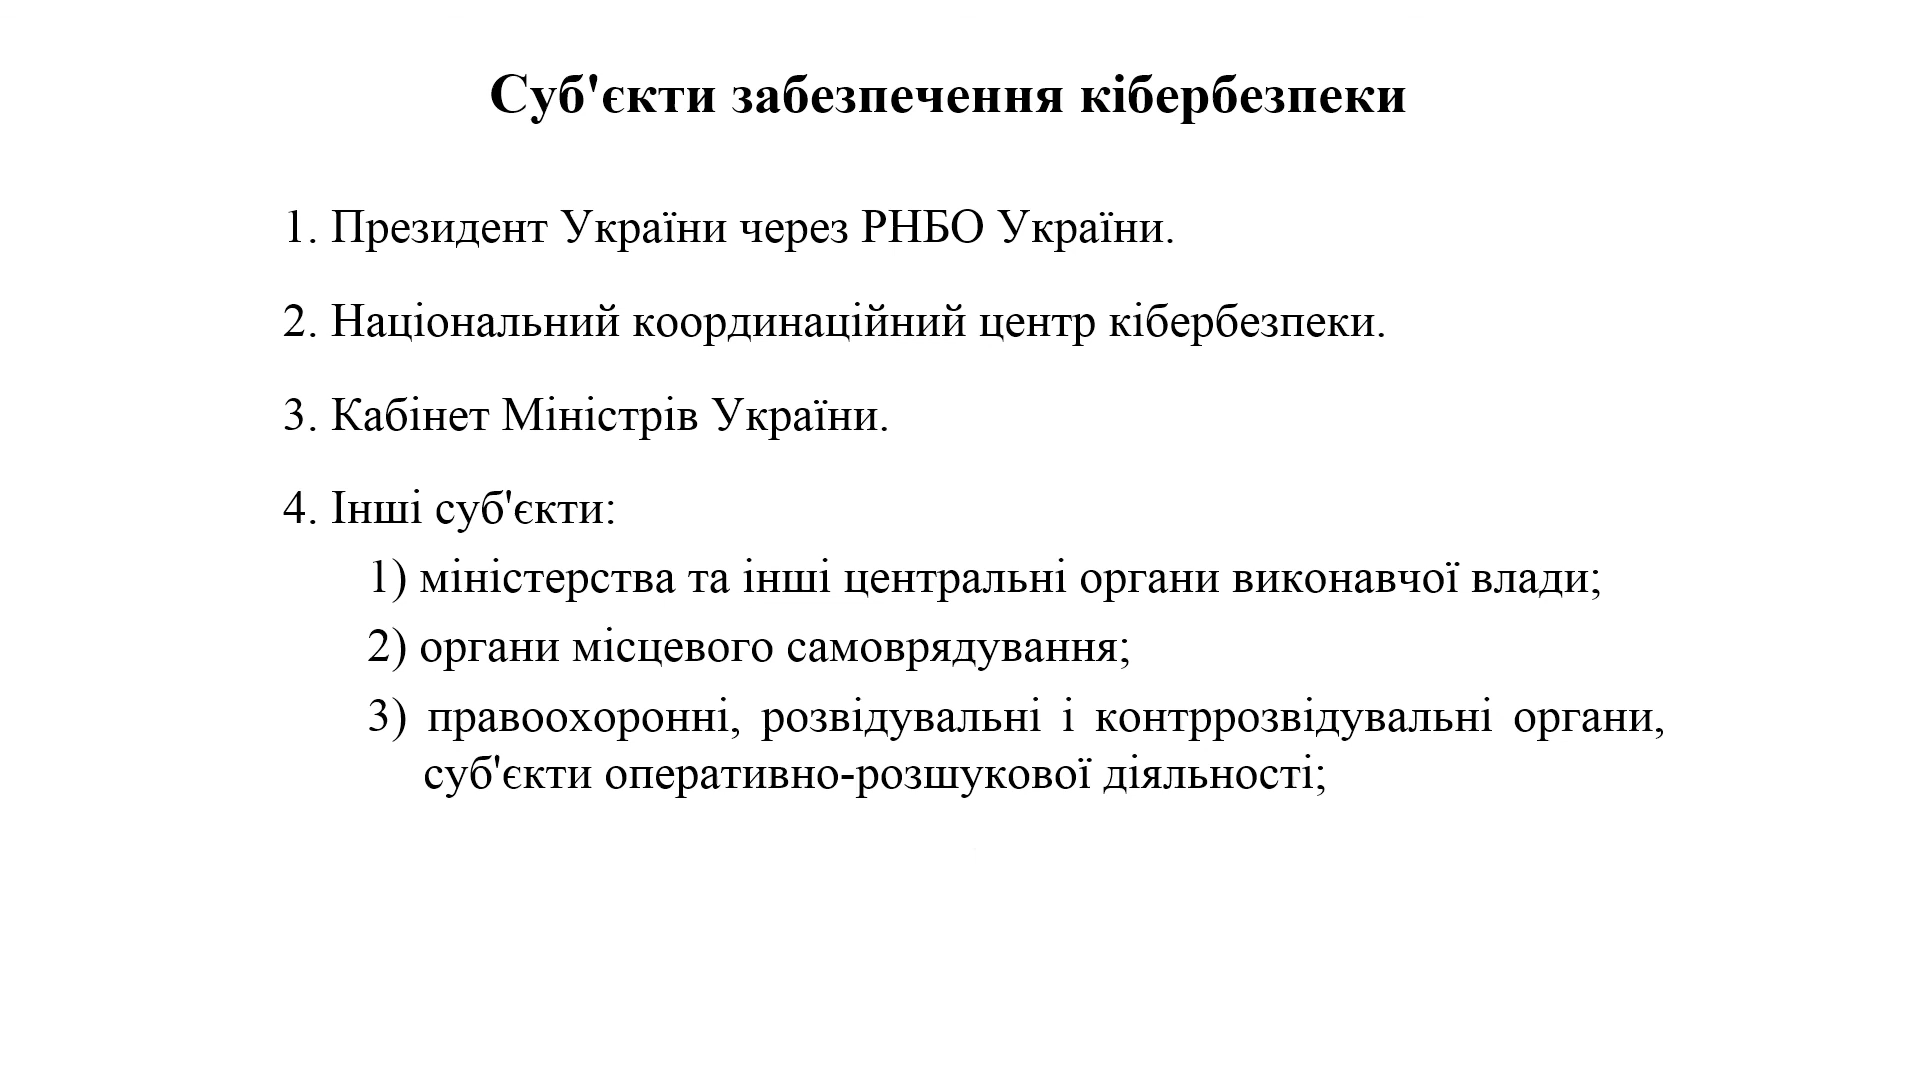 Суб'єкти забезпечення кібербезпеки
1. Президент України через РНБО України.
2. Національний координаційний центр кібербезпеки.
3. Кабінет Міністрів України.
4. Інші суб'єкти:
1) міністерства та інші центральні органи виконавчої влади;
2) органи місцевого самоврядування;
3) правоохоронні, розвідувальні і контррозвідувальні органи,
суб'єкти оперативно-розшукової діяльності;